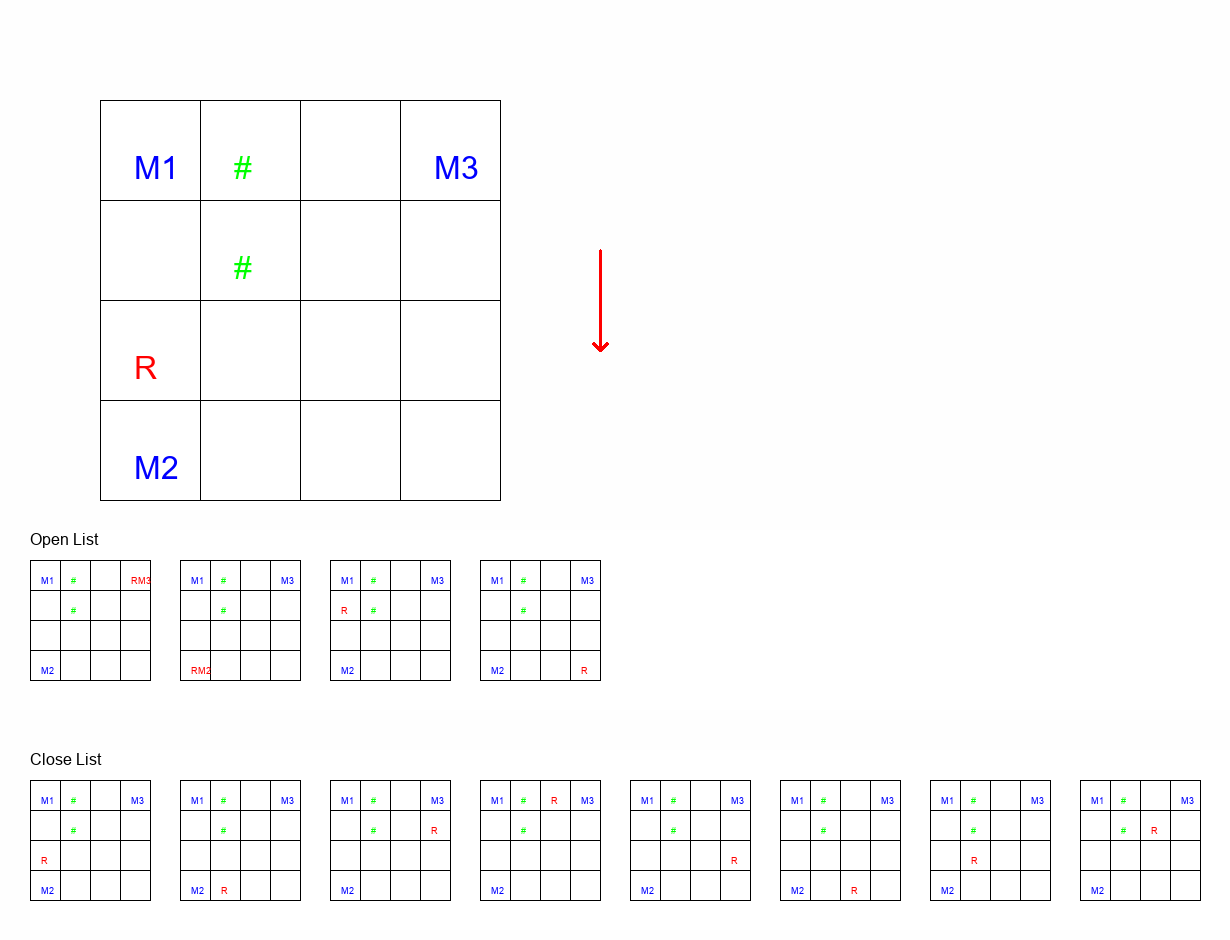 M1 # M3
#
R
M2
Open List
M1 # RM3 M1 # M3 M1 # M3 M1 # M3
# # R # #
M2 RM2 M2 M2 R
Close List
M1 # M3 M1 # M3 M1 # M3 M1 # R M3 M1 # M3 M1 # M3 M1 # M3 M1 # M3
# # # R # # # # # R
R R R
M2 M2 R M2 M2 M2 M2 R M2 M2